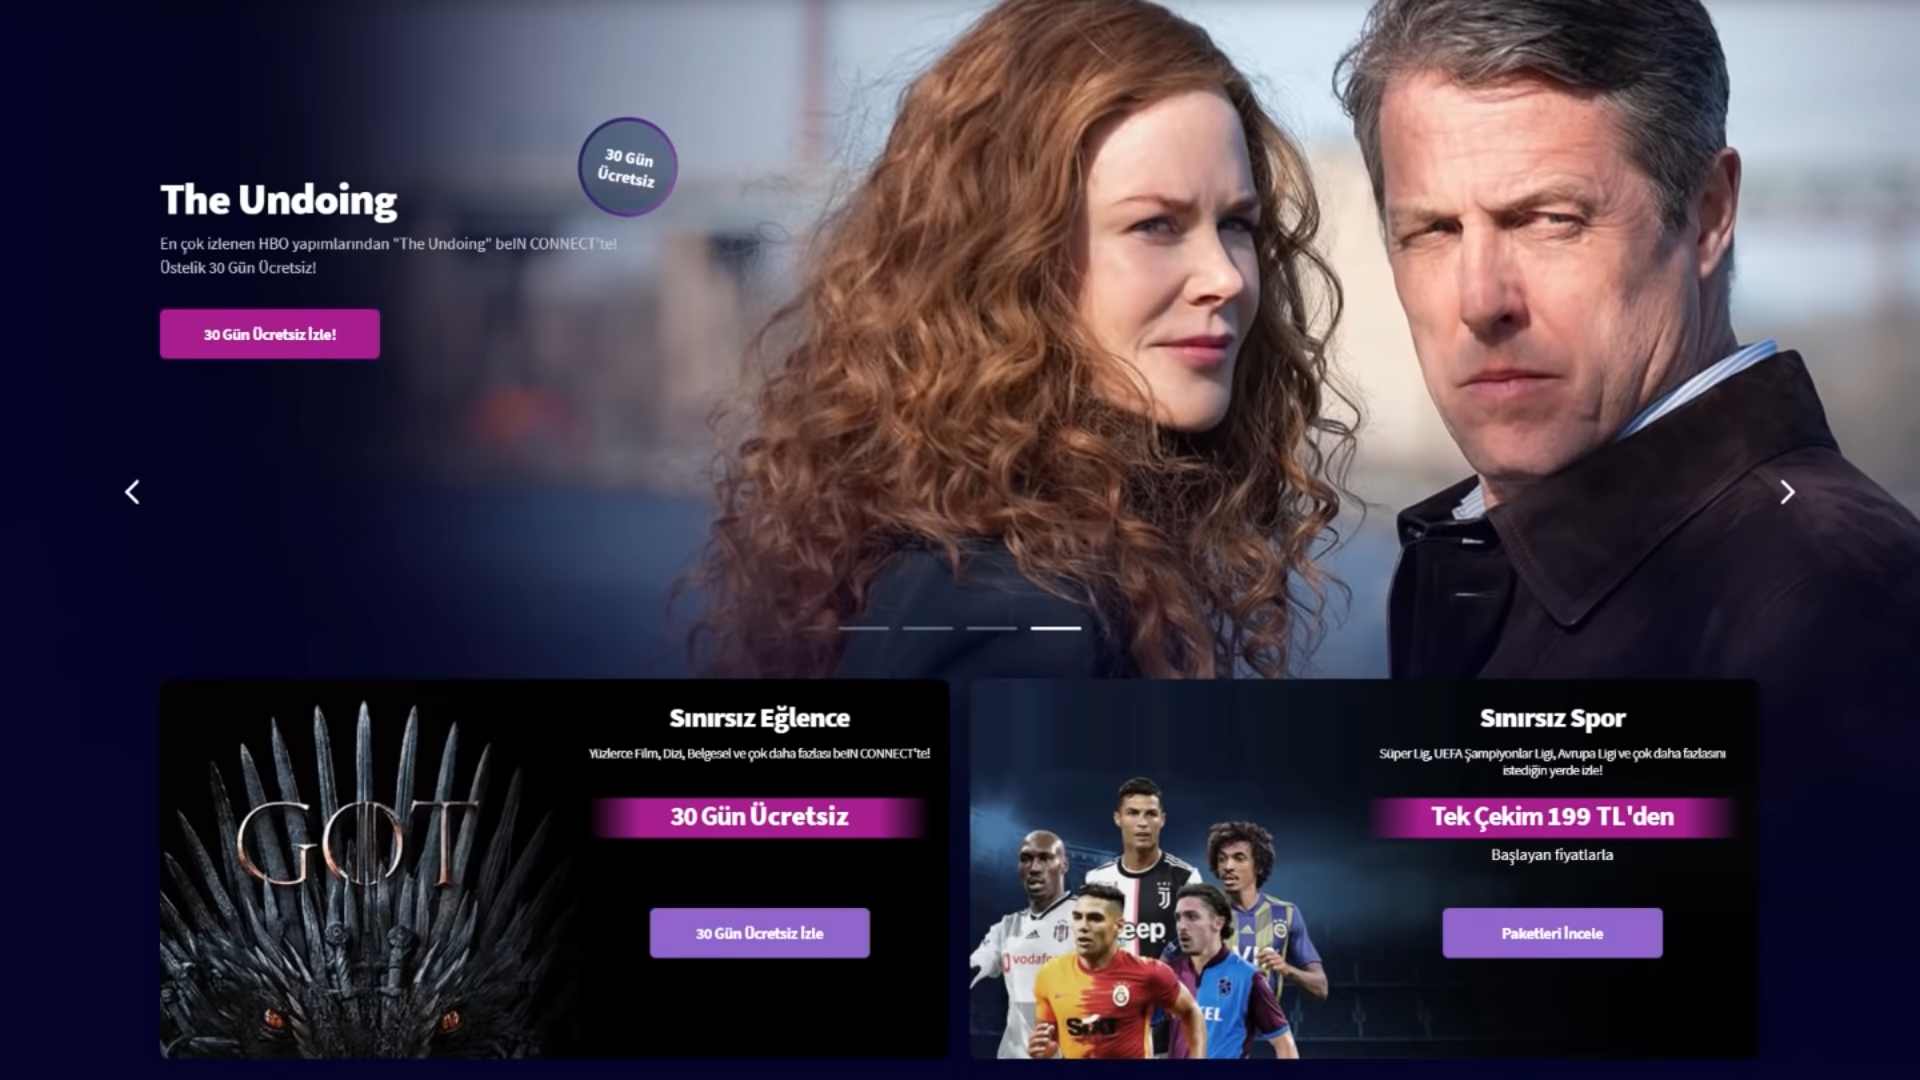 30 Gün
Ücretsiz
The Undoing
En çok izlenen HBO yapımlarından "The Undoing" beIN CONNECT'te!
Üstelik 30 Gün Ücretsiz!
30 Gün Ücretsiz İzle!
GOT
Sınırsız Eğlence
Yüzlerce Film, Dizi, Belgesel ve çok daha fazlası beIN CONNECT'te!
30 Gün Ücretsiz
30 Gün Ücretsiz İzle
Sınırsız Spor
Süper Lig, UEFA Şampiyonlar Ligi, Avrupa Ligi ve çok daha fazlasını
istediğin yerde izle!
Tek Çekim 199 TL'den
Başlayan fiyatlarla
Paketleri İncele
eep
vodafo
SIXT